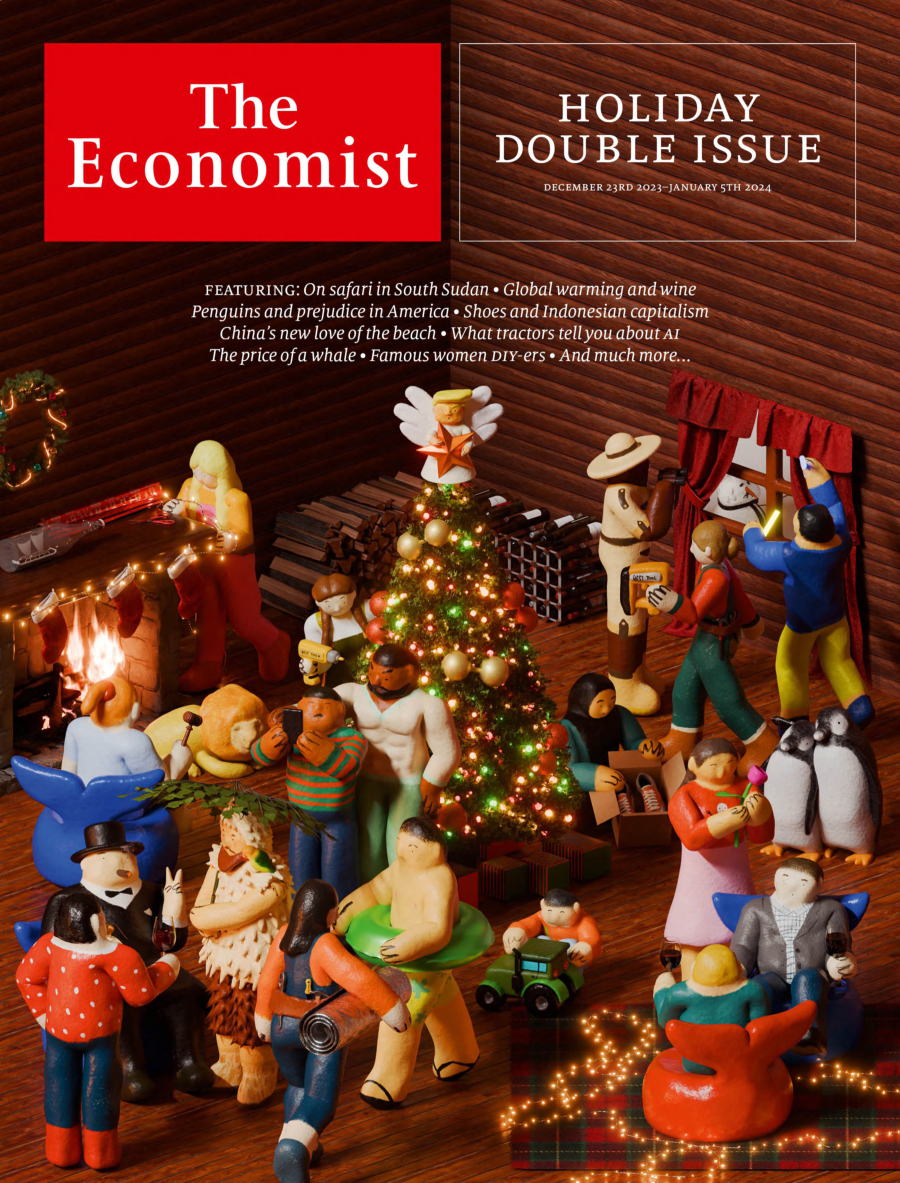 The
Economist
HOLIDAY
DOUBLE ISSUE
DECEMBER 23RD 2023–JANUARY 5TH 2024
FEATURING: On safari in South Sudan • Global warming and wine
Penguins and prejudice in America • Shoes and Indonesian capitalism
China's new love of the beach • What tractors tell you about AI
The price of a whale • Famous women DIY-ers • And much more...